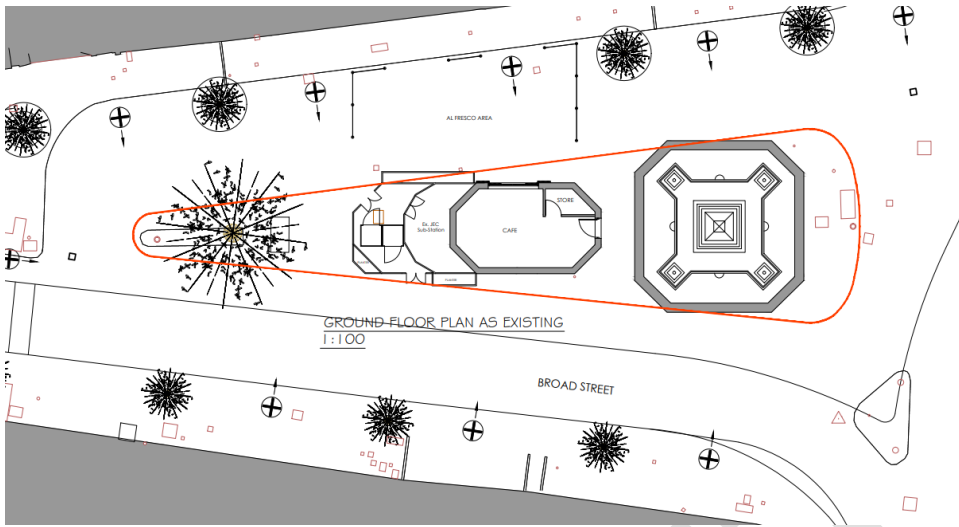 AL FRESCO AREA
STORE
Ex. JEC
Sub-Station
CAFE
GROUND FLOOR PLAN AS EXISTING
1:100
BROAD STREET